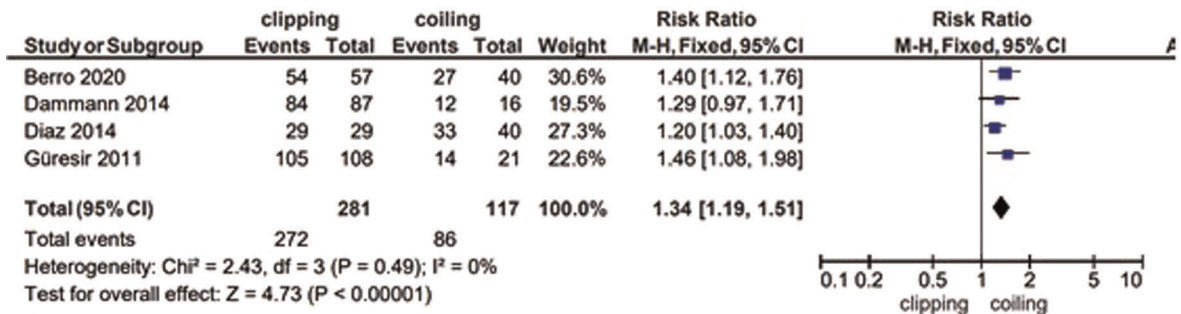 clipping coiling Risk Ratio Risk Ratio
Study or Subgroup Events Total Events Total Weight M-H, Fixed, 95% CI M-H, Fixed, 95% CI
Berro 2020 54 57 27 40 30.6% 1.40 [1.12, 1.76]
Dammann 2014 84 87 12 16 19.5% 1.29 [0.97, 1.71]
Diaz 2014 29 29 33 40 27.3% 1.20 [1.03, 1.40]
Güresir 2011 105 108 14 21 22.6% 1.46 [1.08, 1.98]
Total (95% CI) 281 117 100.0% 1.34 [1.19, 1.51]
Total events 272 86
Heterogeneity: Chi² = 2.43, df = 3 (P = 0.49); I² = 0%
Test for overall effect: Z = 4.73 (P < 0.00001)
0.1 0.2 0.5 1 2 5 10
clipping coiling